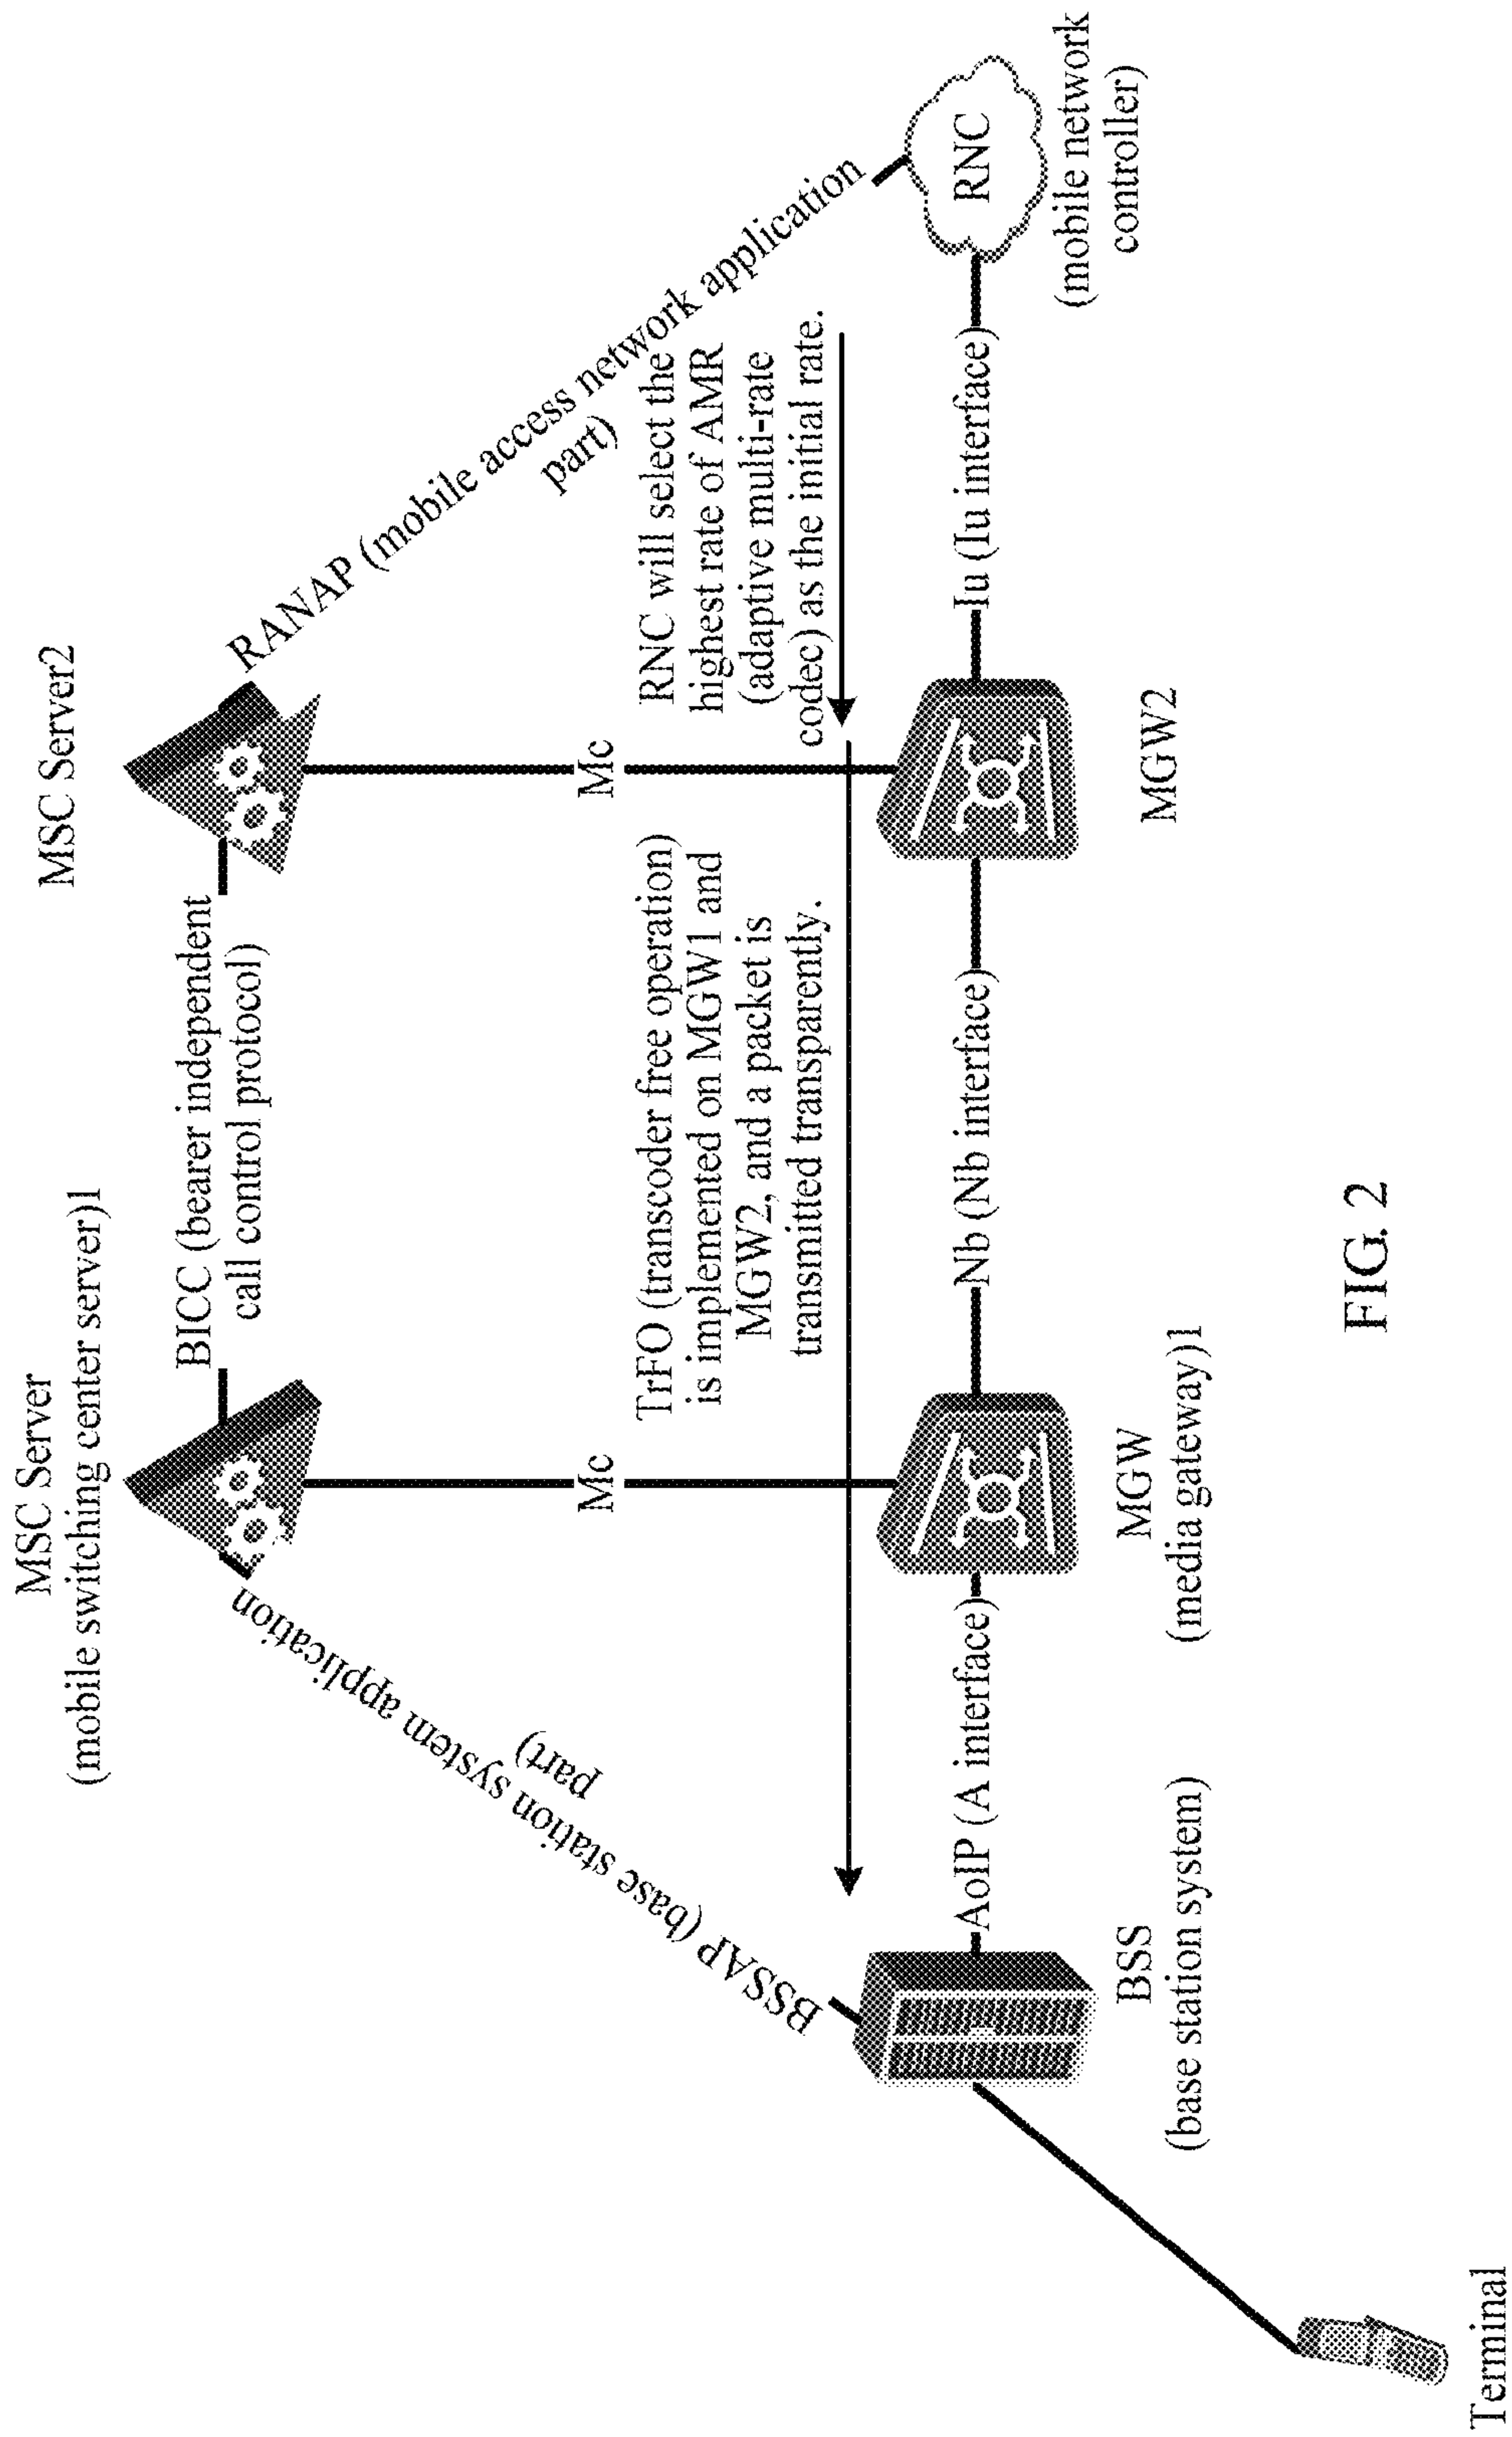 MSC Server
(mobile switching center server)1
MSC Server2
BICC (bearer independent
call control protocol)
BSSAP (base station system application
part)
RANAP (mobile access network application
part)
Mc
Mc
TrFO (transcoder free operation)
is implemented on MGW1 and
MGW2, and a packet is
transmitted transparently.
RNC will select the
highest rate of AMR
(adaptive multi-rate
codec) as the initial rate.
AoIP (A interface)
Nb (Nb interface)
Iu (Iu interface)
RNC
(mobile network
controller)
BSS
(base station system)
MGW
(media gateway)1
MGW2
Terminal
FIG. 2